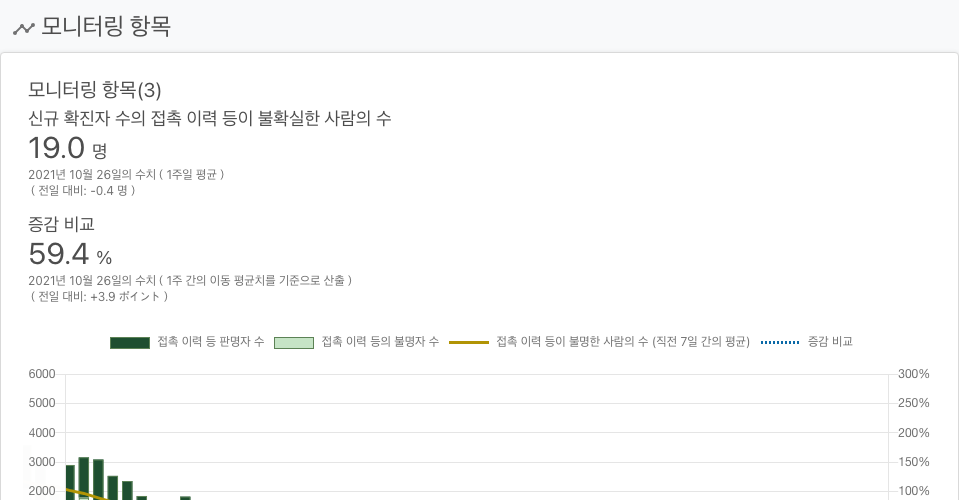 모니터링 항목
모니터링 항목(3)
신규 확진자 수의 접촉 이력 등이 불확실한 사람의 수
19.0 명
2021년 10월 26일의 수치 ( 1주일 평균 )
( 전일 대비: -0.4 명 )
증감 비교
59.4 %
2021년 10월 26일의 수치 ( 1주 간의 이동 평균치를 기준으로 산출 )
( 전일 대비: +3.9 ポイント )
접촉 이력 등 판명자 수 접촉 이력 등의 불명자 수 접촉 이력 등이 불명한 사람의 수 (직전 7일 간의 평균) 증감 비교
6000 300%
5000 250%
4000 200%
3000 150%
2000 100%